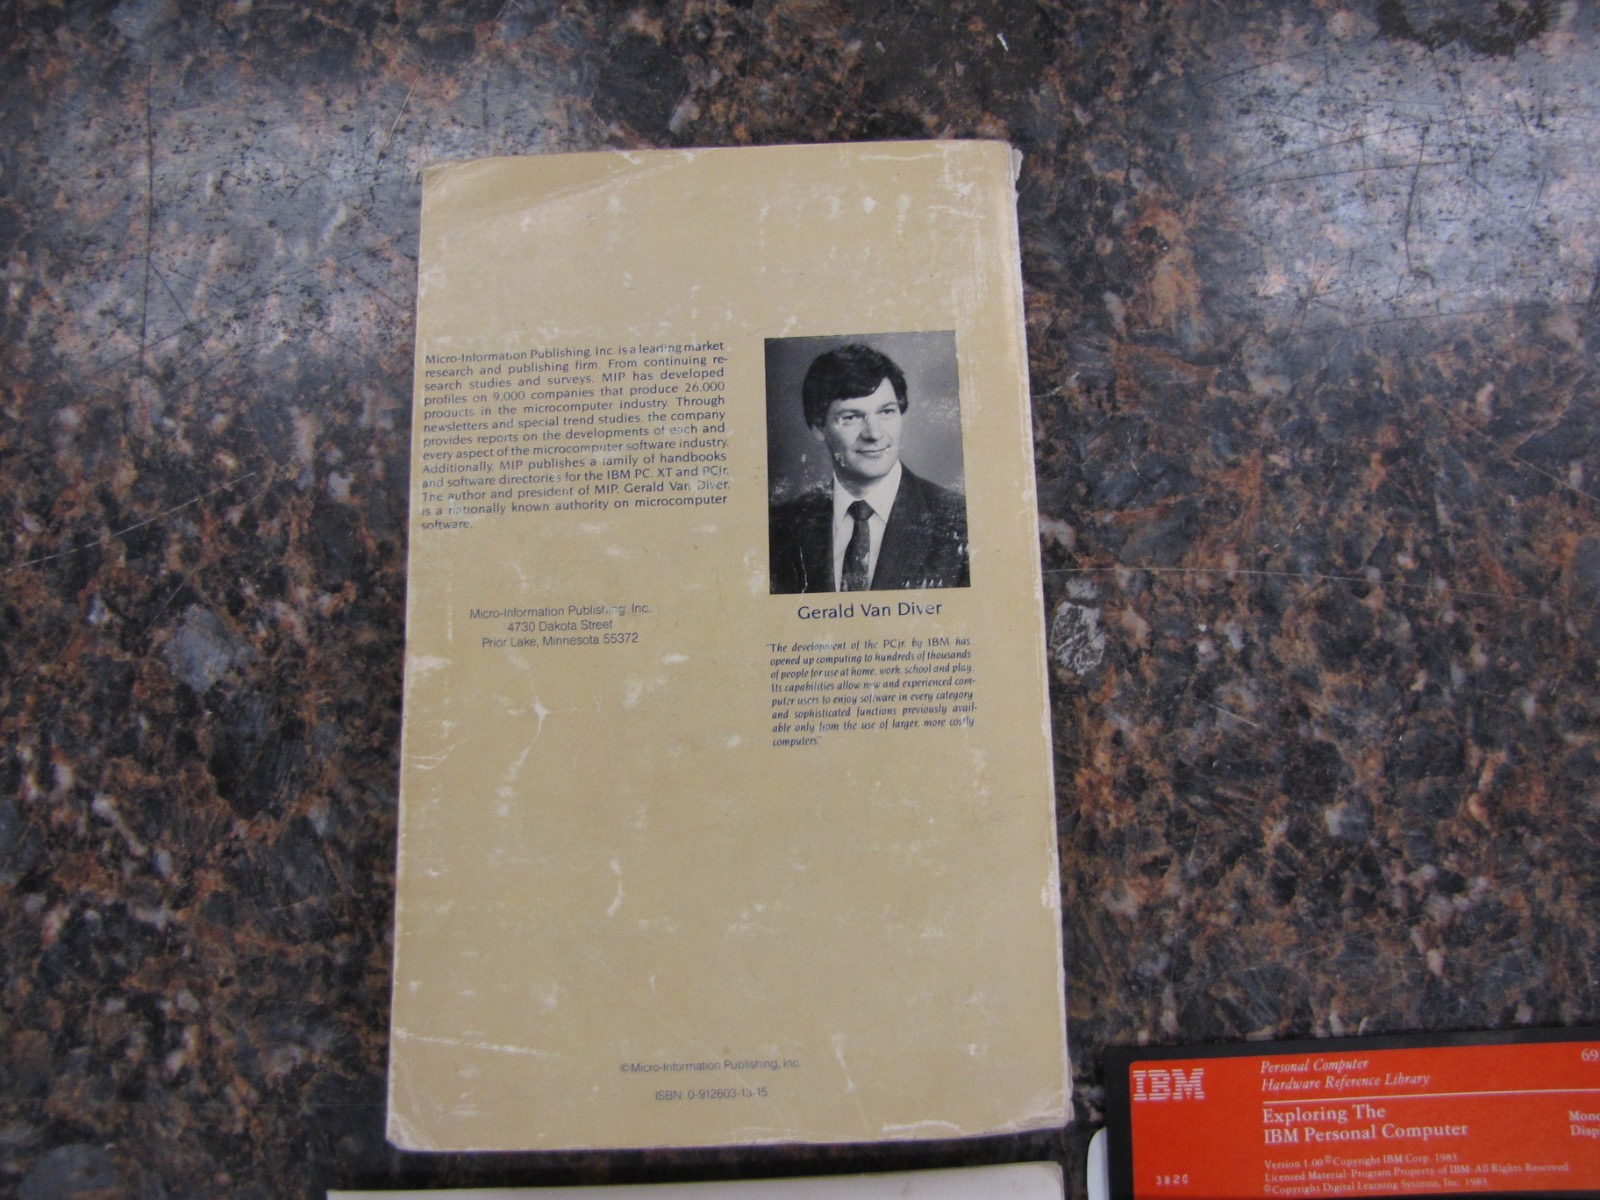 Micro-Information Publishing, Inc. is a leading market
research and publishing firm. From continuing re-
search studies and surveys, MIP has developed
profiles on 9,000 companies that produce 26,000
products in the microcomputer industry. Through
newsletters and special trend studies, the company
provides reports on the developments of each and
every aspect of the microcomputer software industry.
Additionally, MIP publishes a family of handbooks
and software directories for the IBM PC, XT and PCjr.
The author and president of MIP, Gerald Van Diver,
is a nationally known authority on microcomputer
software.
Micro-Information Publishing, Inc.
4730 Dakota Street
Prior Lake, Minnesota 55372
Gerald Van Diver
"The development of the PCjr. by IBM has
opened up computing to hundreds of thousands
of people for use at home, work, school and play.
Its capabilities allow new and experienced com-
puter users to enjoy software in every category
and sophisticated functions previously avail-
able only from the use of larger, more costly
computers."
©Micro-Information Publishing, Inc.
ISBN: 0-912603-13-15
IBM
Personal Computer
Hardware Reference Library
69
Exploring The
IBM Personal Computer
Mono
Disp
Version 1.00 ©Copyright IBM Corp. 1983
Licensed Material-Program Property of IBM-All Rights Reserved
©Copyright Digital Learning Systems, Inc. 1983
3820